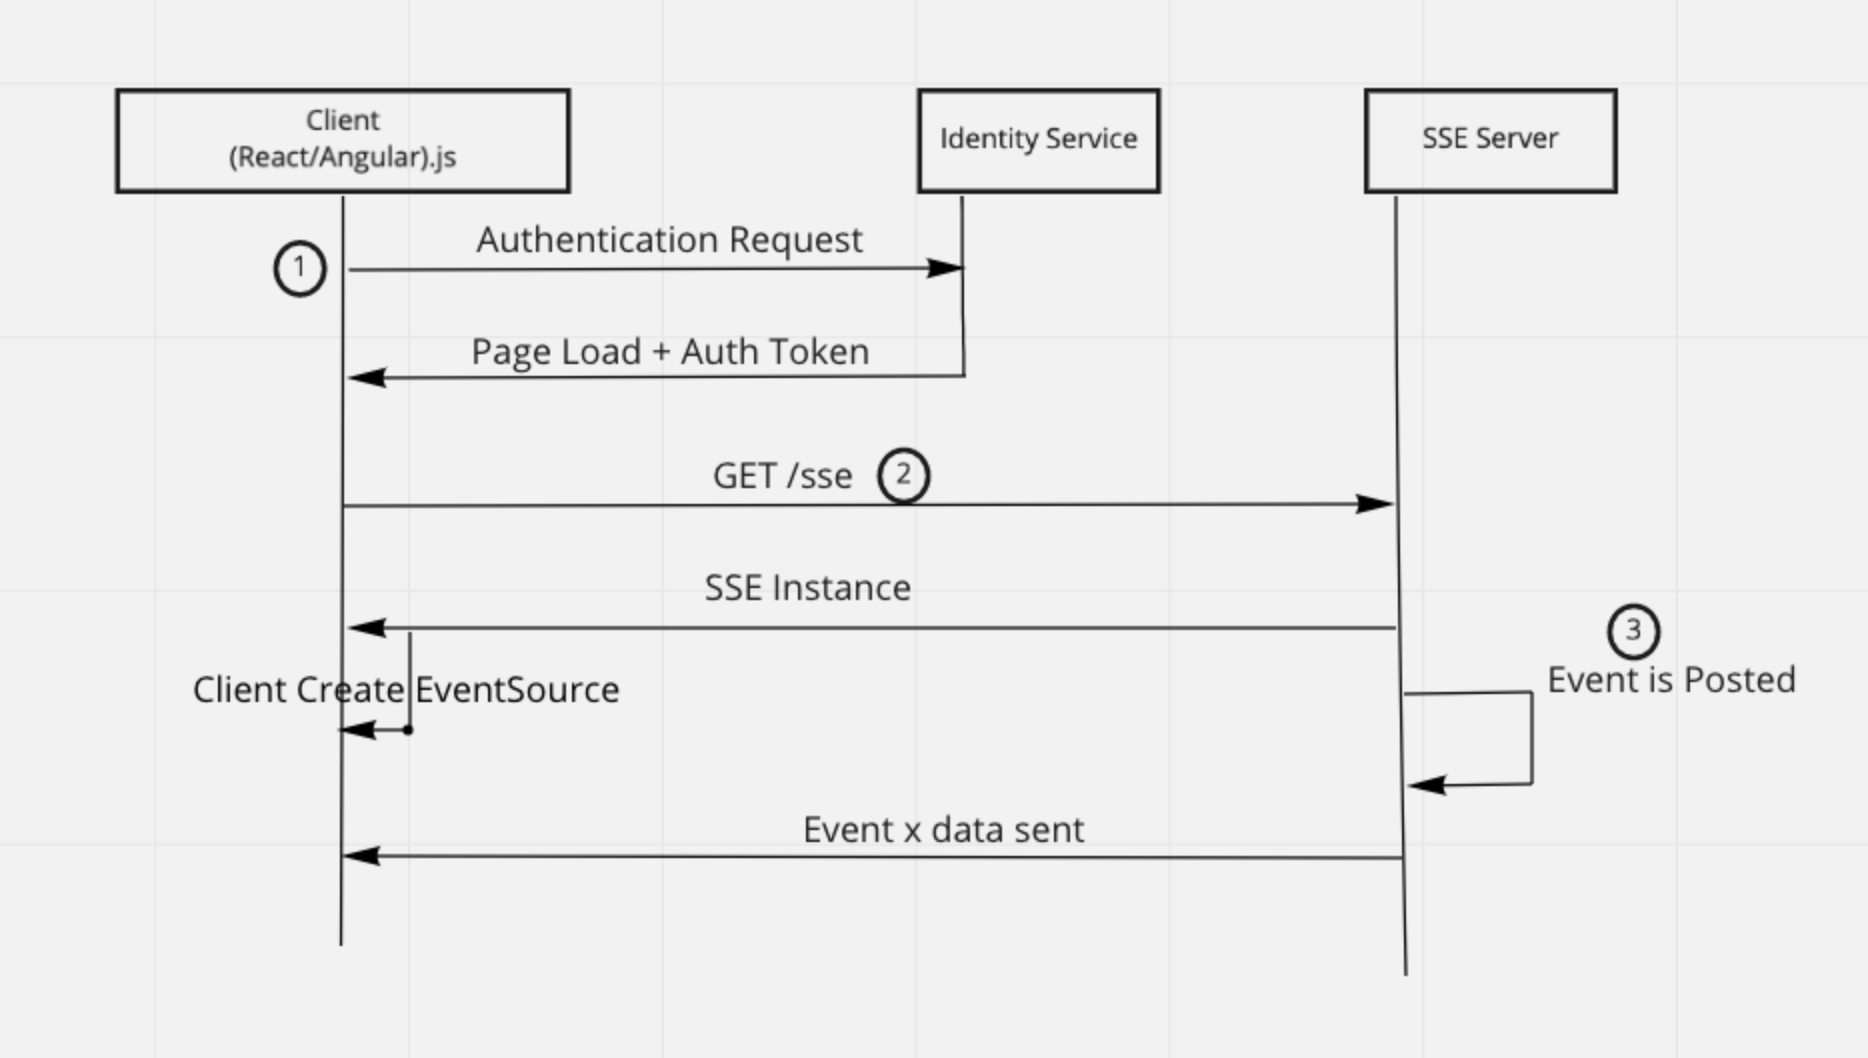 Client
(React/Angular).js
Identity Service
SSE Server
1
Authentication Request
Page Load + Auth Token
GET /sse
2
SSE Instance
3
Event is Posted
Client Create EventSource
Event x data sent